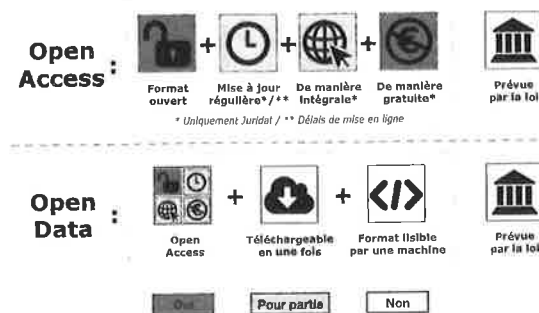 Open
Access :
+
+
+
Format
ouvert
Mise à jour
régulière*/**
De manière
intégrale*
De manière
gratuite*
Prévue
par la loi
* Uniquement Juridat / ** Délais de mise en ligne
Open
Data :
+
+
</>
Open
Access
Téléchargeable
en une fois
Format lisible
par une machine
Prévue
par la loi
Oui
Pour partie
Non